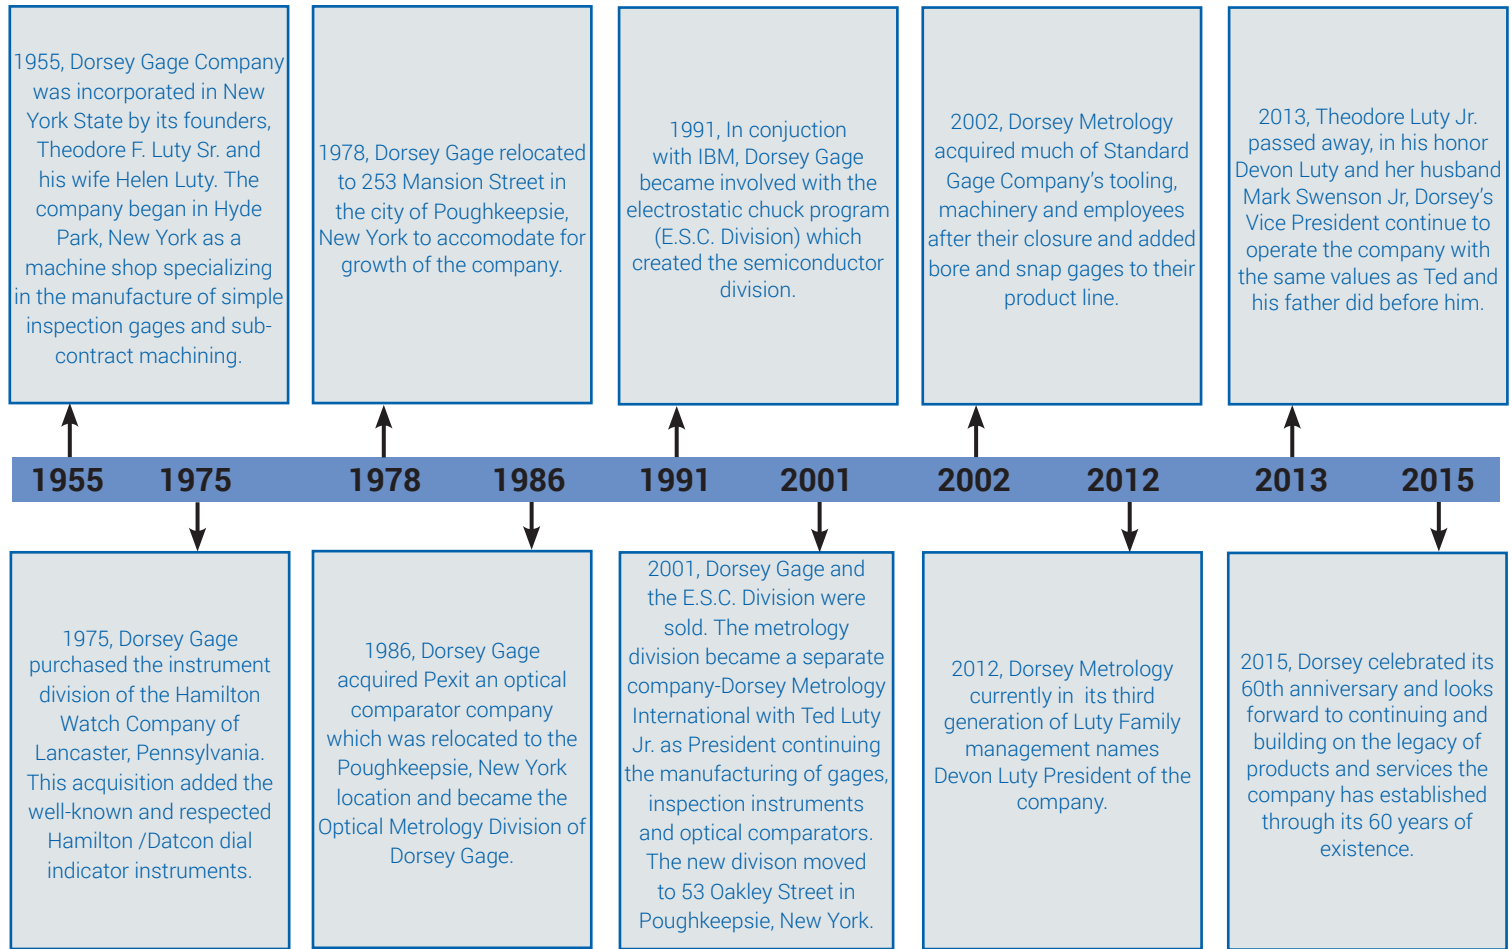 1955, Dorsey Gage Company
was incorporated in New
York State by its founders,
Theodore F. Luty Sr. and
his wife Helen Luty. The
company began in Hyde
Park, New York as a
machine shop specializing
in the manufacture of simple
inspection gages and sub-
contract machining.
1978, Dorsey Gage relocated
to 253 Mansion Street in
the city of Poughkeepsie,
New York to accomodate for
growth of the company.
1991, In conjuction
with IBM, Dorsey Gage
became involved with the
electrostatic chuck program
(E.S.C. Division) which
created the semiconductor
division.
2002, Dorsey Metrology
acquired much of Standard
Gage Company's tooling,
machinery and employees
after their closure and added
bore and snap gages to their
product line.
2013, Theodore Luty Jr.
passed away, in his honor
Devon Luty and her husband
Mark Swenson Jr, Dorsey's
Vice President continue to
operate the company with
the same values as Ted and
his father did before him.
1955 1975 1978 1986 1991 2001 2002 2012 2013 2015
1975, Dorsey Gage
purchased the instrument
division of the Hamilton
Watch Company of
Lancaster, Pennsylvania.
This acquisition added the
well-known and respected
Hamilton /Datcon dial
indicator instruments.
1986, Dorsey Gage
acquired Pexit an optical
comparator company
which was relocated to the
Poughkeepsie, New York
location and became the
Optical Metrology Division of
Dorsey Gage.
2001, Dorsey Gage and
the E.S.C. Division were
sold. The metrology
division became a separate
company-Dorsey Metrology
International with Ted Luty
Jr. as President continuing
the manufacturing of gages,
inspection instruments
and optical comparators.
The new divison moved
to 53 Oakley Street in
Poughkeepsie, New York.
2012, Dorsey Metrology
currently in its third
generation of Luty Family
management names
Devon Luty President of the
company.
2015, Dorsey celebrated its
60th anniversary and looks
forward to continuing and
building on the legacy of
products and services the
company has established
through its 60 years of
existence.